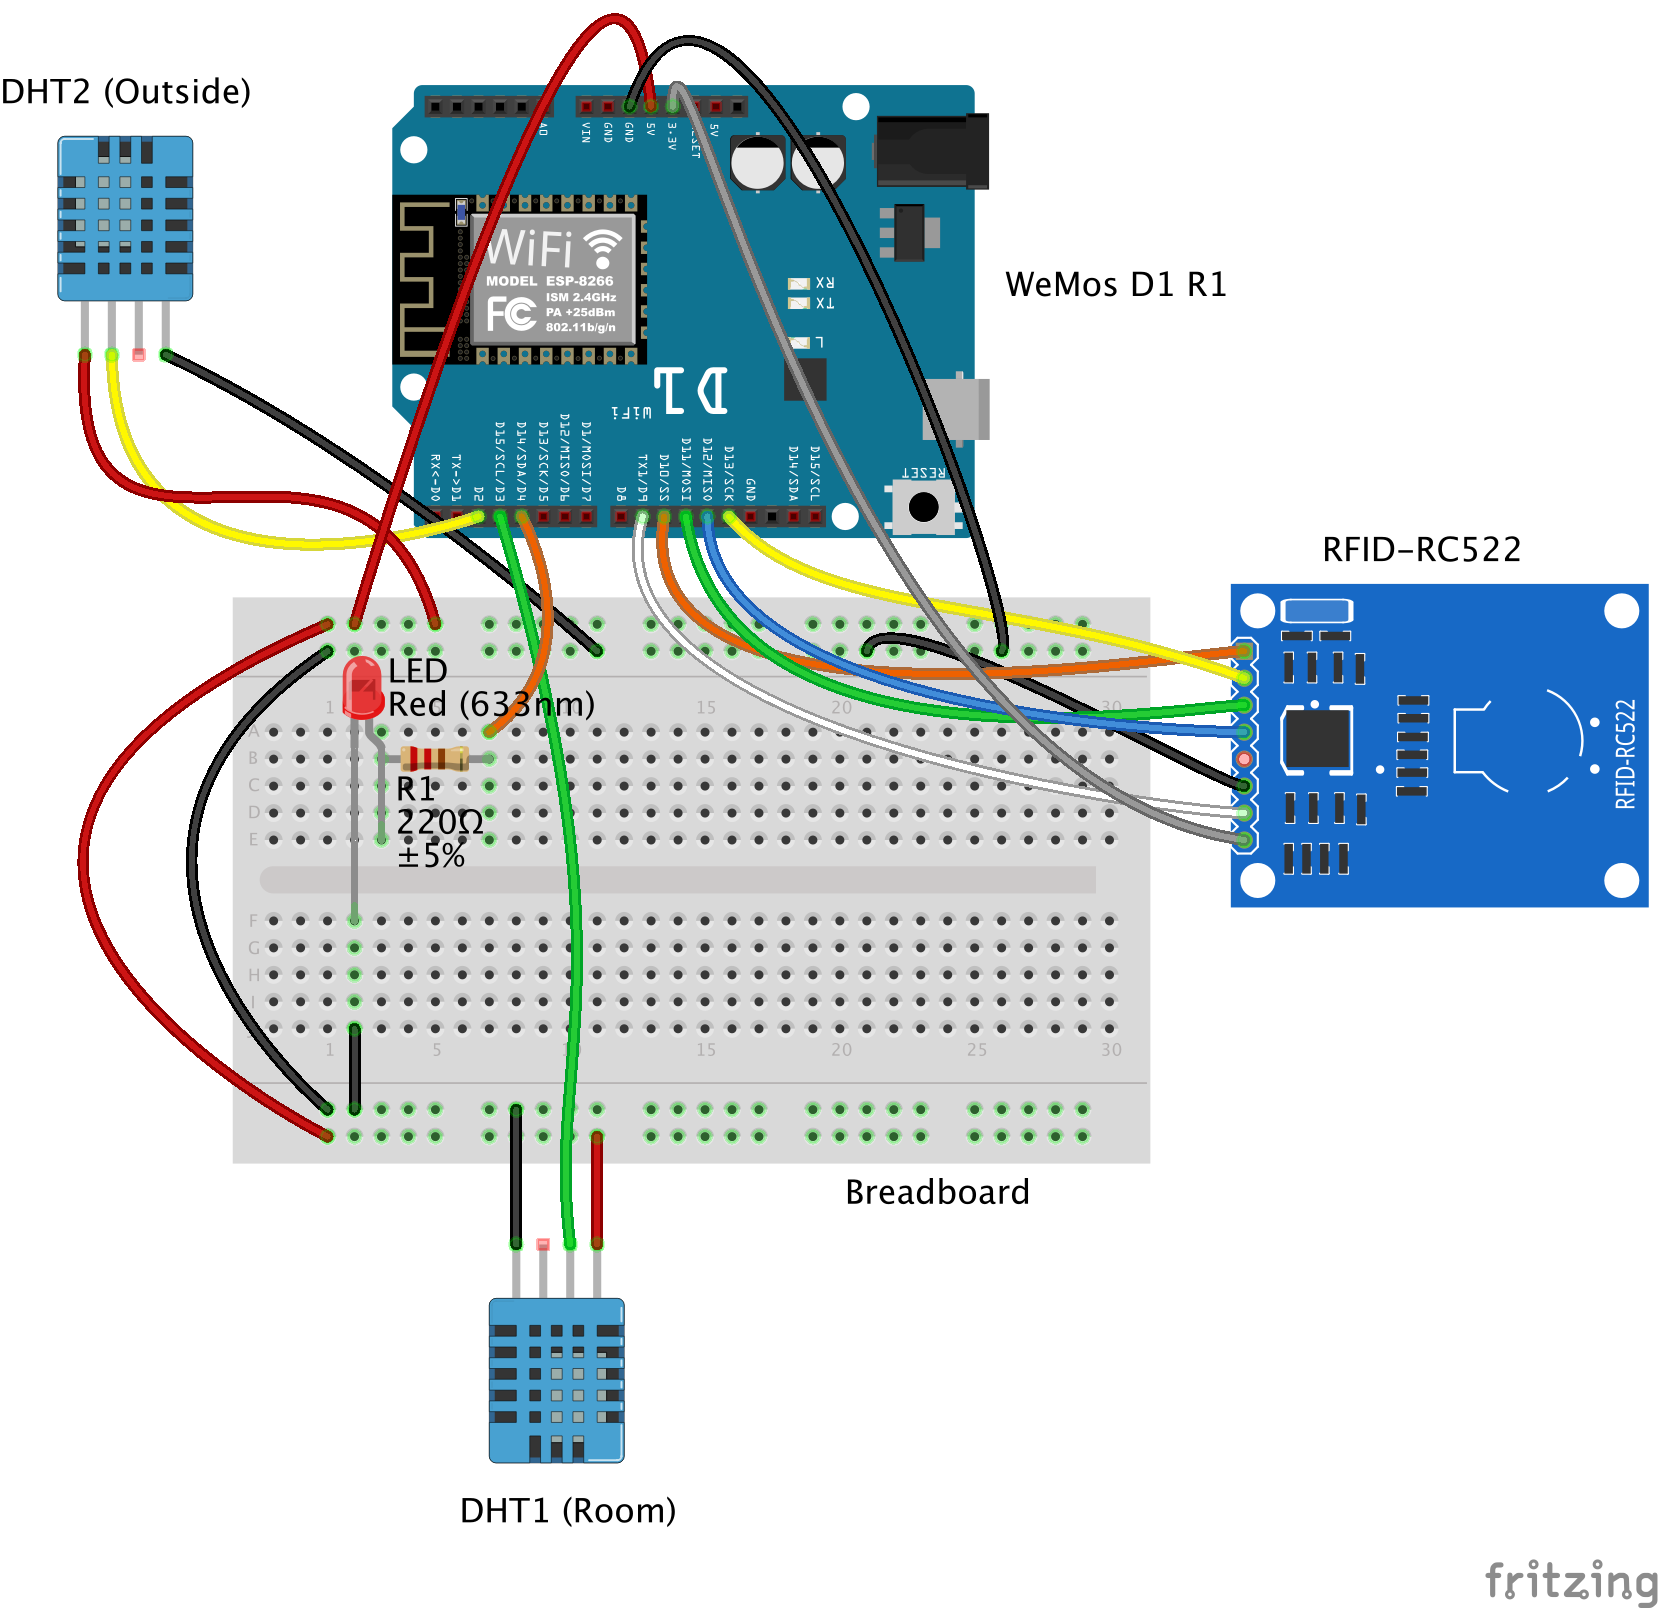 DHT2 (Outside)
A0
VIN
GND
GND
5V
3.3V
5V
WiFi
MODEL ESP-8266
ISM 2.4GHz
FC
PA +25dBm
802.11b/g/n
RX
TX
L
WeMos D1 R1
D1
WiFi
RX<-D0
TX->D1
D2
D15/SCL/D3
D14/SDA/D4
D13/SCK/D5
D12/MISO/D6
D1/MOSI/D7
D8
TX1/D9
D10/SS
D11/MOSI
D12/MISO
D13/SCK
GND
D14/SDA
D15/SCL
RESET
RFID-RC522
LED
Red (633nm)
1 15 20 30
A
B
R1
C
220Ω
D
±5%
E
F
G
H
I
1 5 15 20 25 30
RFID-RC522
Breadboard
DHT1 (Room)
fritzing